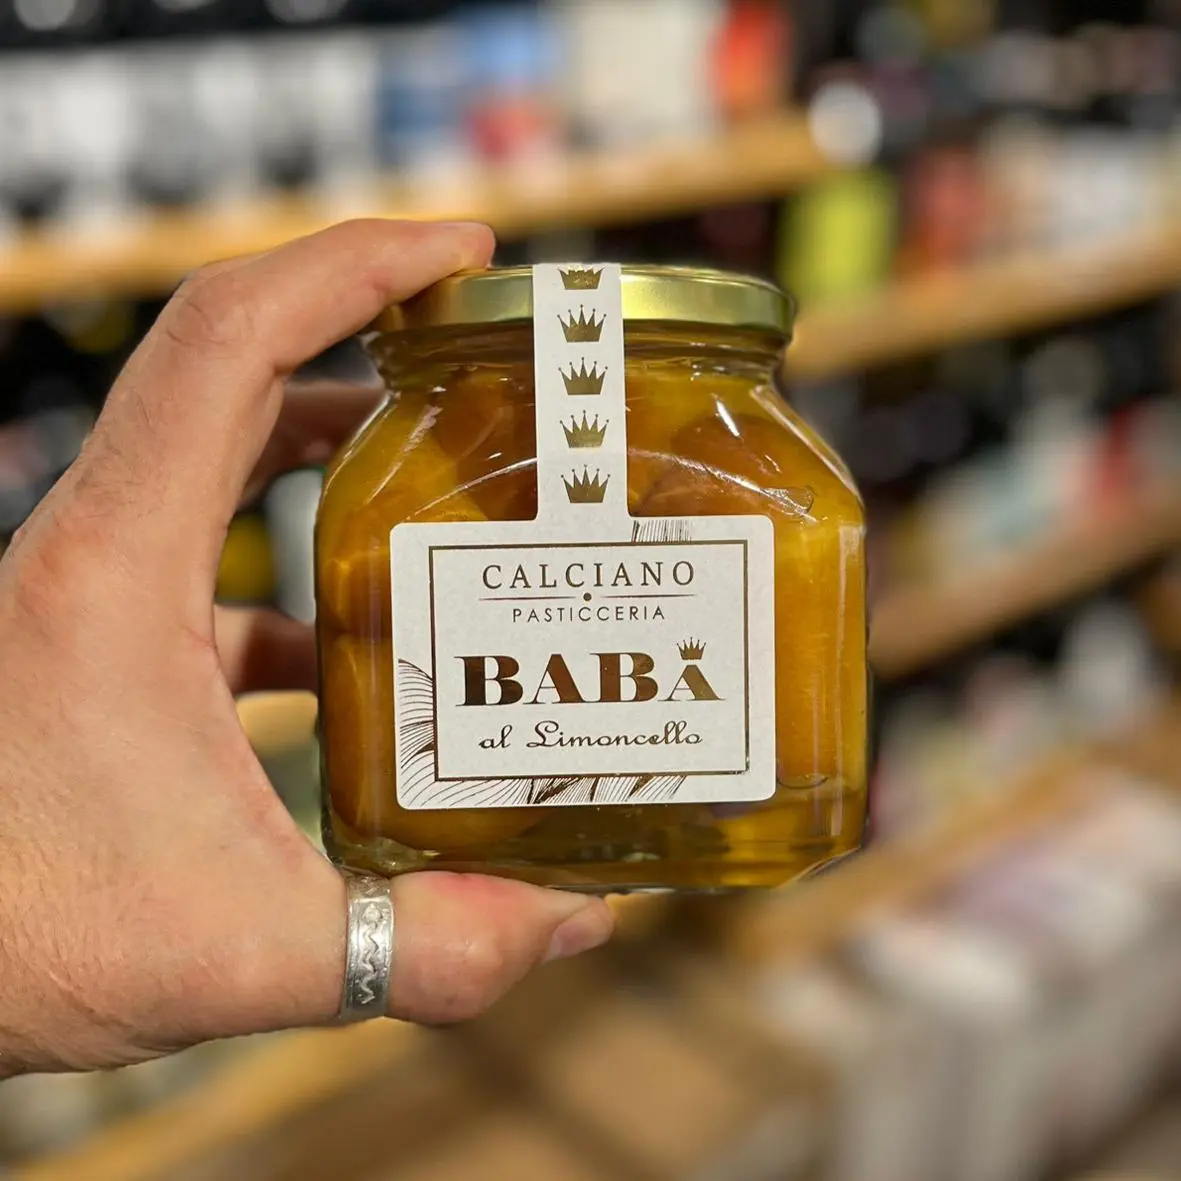 CALCIANO
PASTICCERIA
BABÀ
al Limoncello